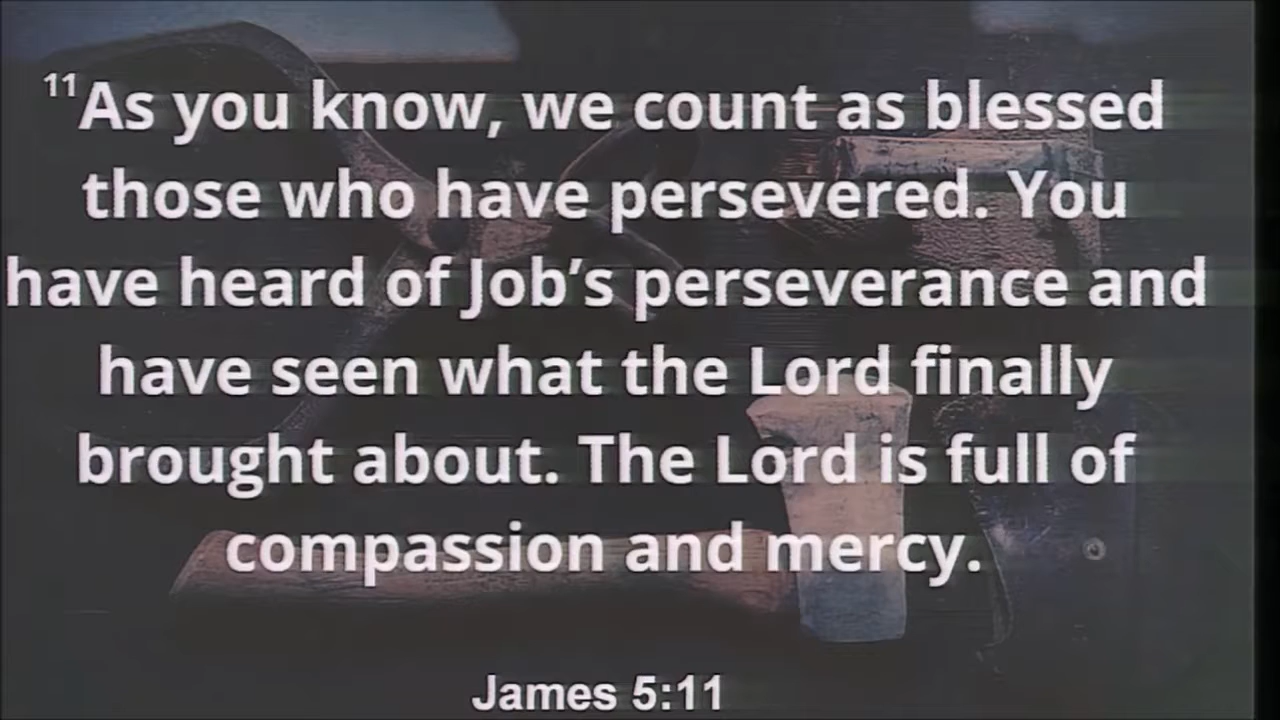 11As you know, we count as blessed
those who have persevered. You
have heard of Job’s perseverance and
have seen what the Lord finally
brought about. The Lord is full of
compassion and mercy.
James 5:11